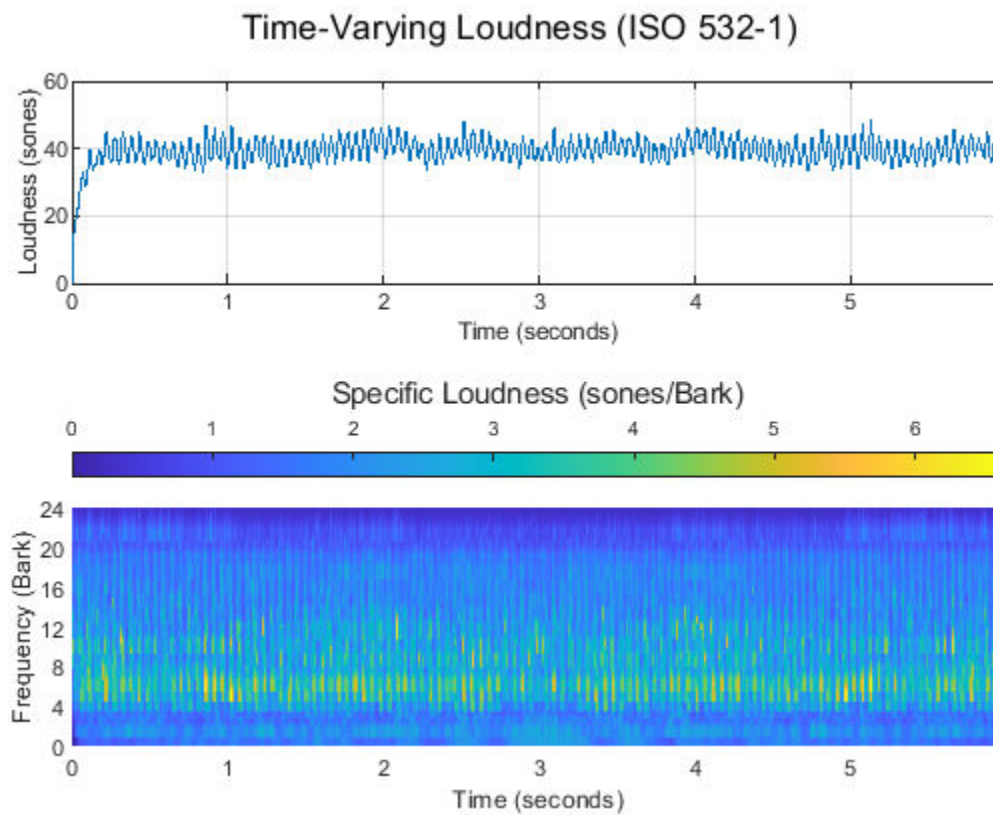 Time-Varying Loudness (ISO 532-1)
Loudness (sones)
60
40
20
0
0 1 2 3 4 5
Time (seconds)
Specific Loudness (sones/Bark)
0 1 2 3 4 5 6
Frequency (Bark)
24
20
16
12
8
4
0
0 1 2 3 4 5
Time (seconds)